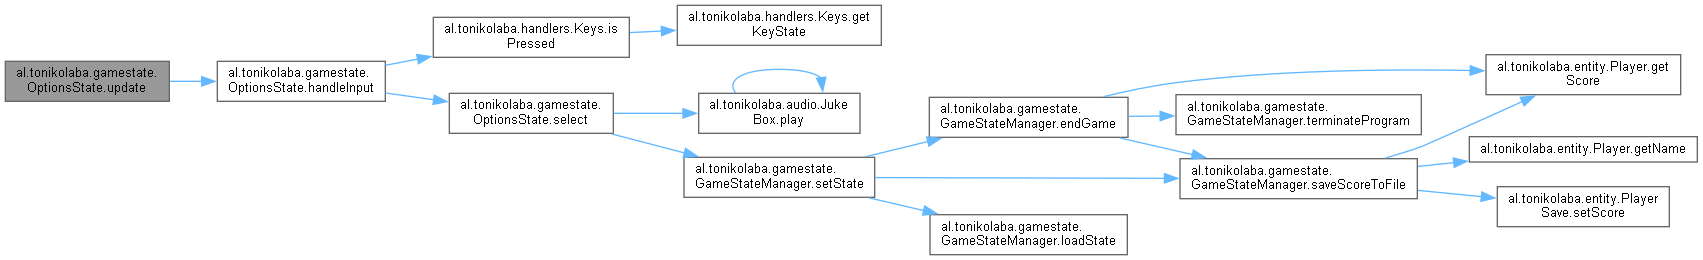 al.tonikolaba.gamestate.
OptionsState.update
al.tonikolaba.gamestate.
OptionsState.handleInput
al.tonikolaba.handlers.Keys.is
Pressed
al.tonikolaba.handlers.Keys.get
KeyState
al.tonikolaba.gamestate.
OptionsState.select
al.tonikolaba.audio.Juke
Box.play
al.tonikolaba.gamestate.
GameStateManager.setState
al.tonikolaba.gamestate.
GameStateManager.endGame
al.tonikolaba.entity.Player.get
Score
al.tonikolaba.gamestate.
GameStateManager.terminateProgram
al.tonikolaba.gamestate.
GameStateManager.saveScoreToFile
al.tonikolaba.entity.Player.getName
al.tonikolaba.entity.Player
Save.setScore
al.tonikolaba.gamestate.
GameStateManager.loadState